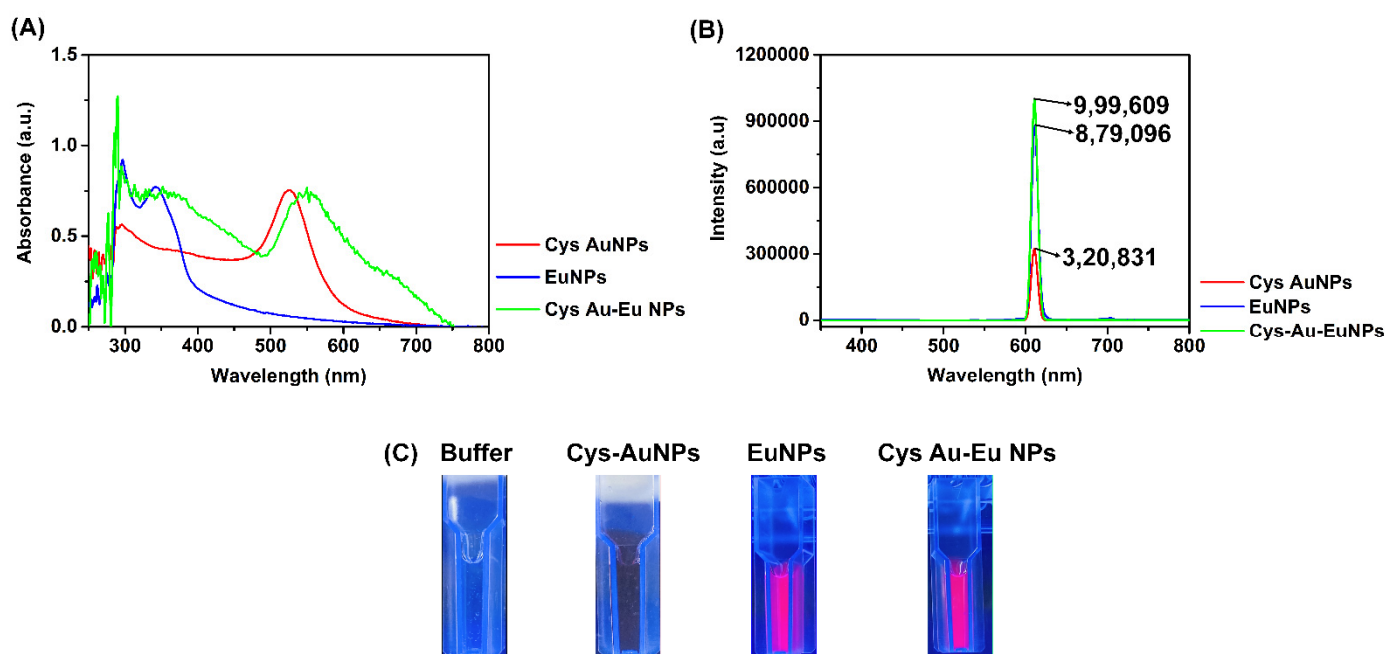 (A)
1.5
1.0
0.5
0.0
Absorbance (a.u.)
300 400 500 600 700 800
Wavelength (nm)
Cys AuNPs
EuNPs
Cys Au-Eu NPs
(B)
1200000
900000
600000
300000
0
Intensity (a.u)
9,99,609
8,79,096
3,20,831
400 500 600 700 800
Wavelength (nm)
Cys AuNPs
EuNPs
Cys-Au-EuNPs
(C) Buffer Cys-AuNPs EuNPs Cys Au-Eu NPs